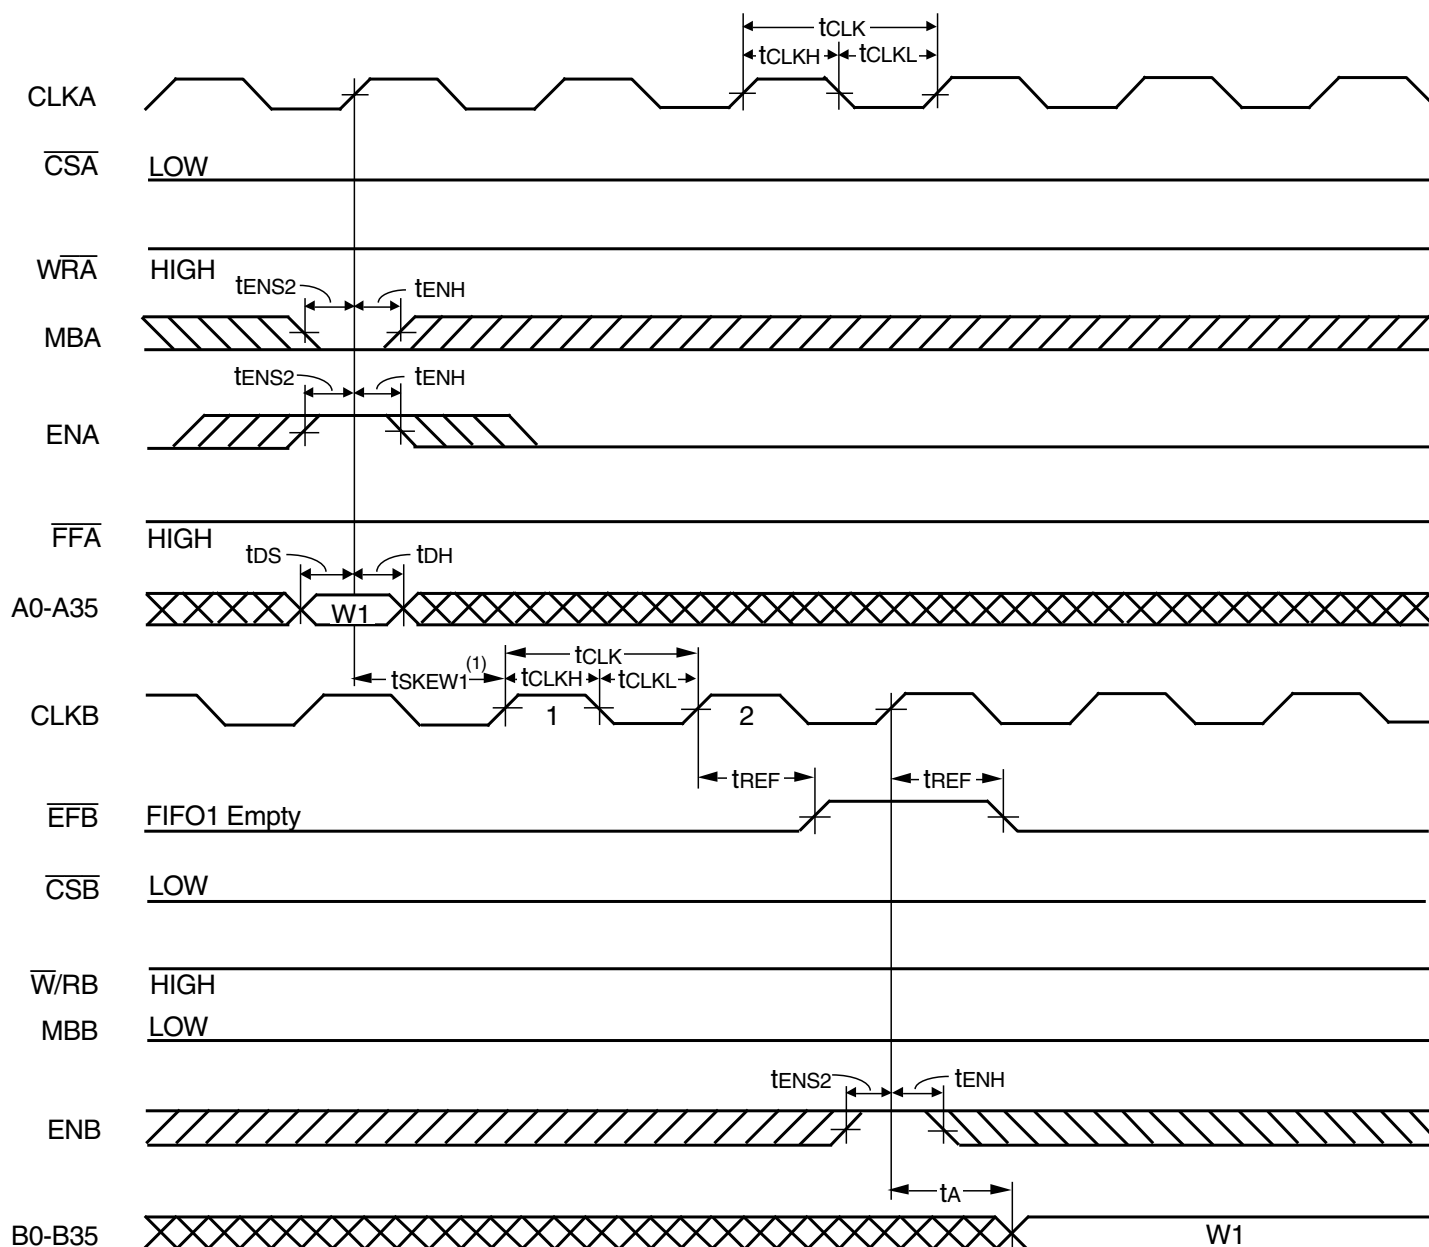 tCLK
tCLKH tCLKL
CLKA
CSA LOW
WRA HIGH
tENS2 tENH
MBA
tENS2 tENH
ENA
FFA HIGH
tDS tDH
A0-A35 W1
tCLK
tSKEW1(1) tCLKH tCLKL
CLKB 1 2
tREF tREF
EFB FIFO1 Empty
CSB LOW
W/RB HIGH
MBB LOW
tENS2 tENH
ENB
tA
B0-B35 W1